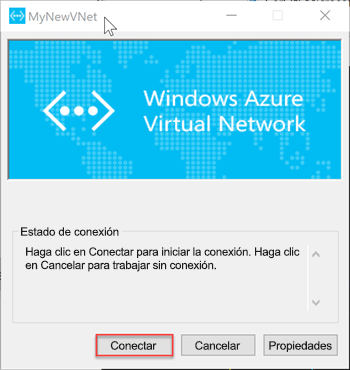 MyNewVNet
Windows Azure
Virtual Network
Estado de conexión
Haga clic en Conectar para iniciar la conexión. Haga clic
en Cancelar para trabajar sin conexión.
Conectar
Cancelar
Propiedades